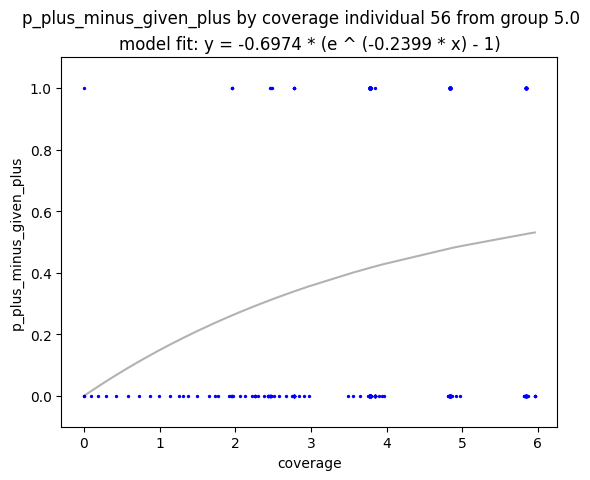 p_plus_minus_given_plus by coverage individual 56 from group 5.0
model fit: y = -0.6974 * (e ^ (-0.2399 * x) - 1)
1.0
0.8
0.6
0.4
0.2
0.0
p_plus_minus_given_plus
0 1 2 3 4 5 6
coverage